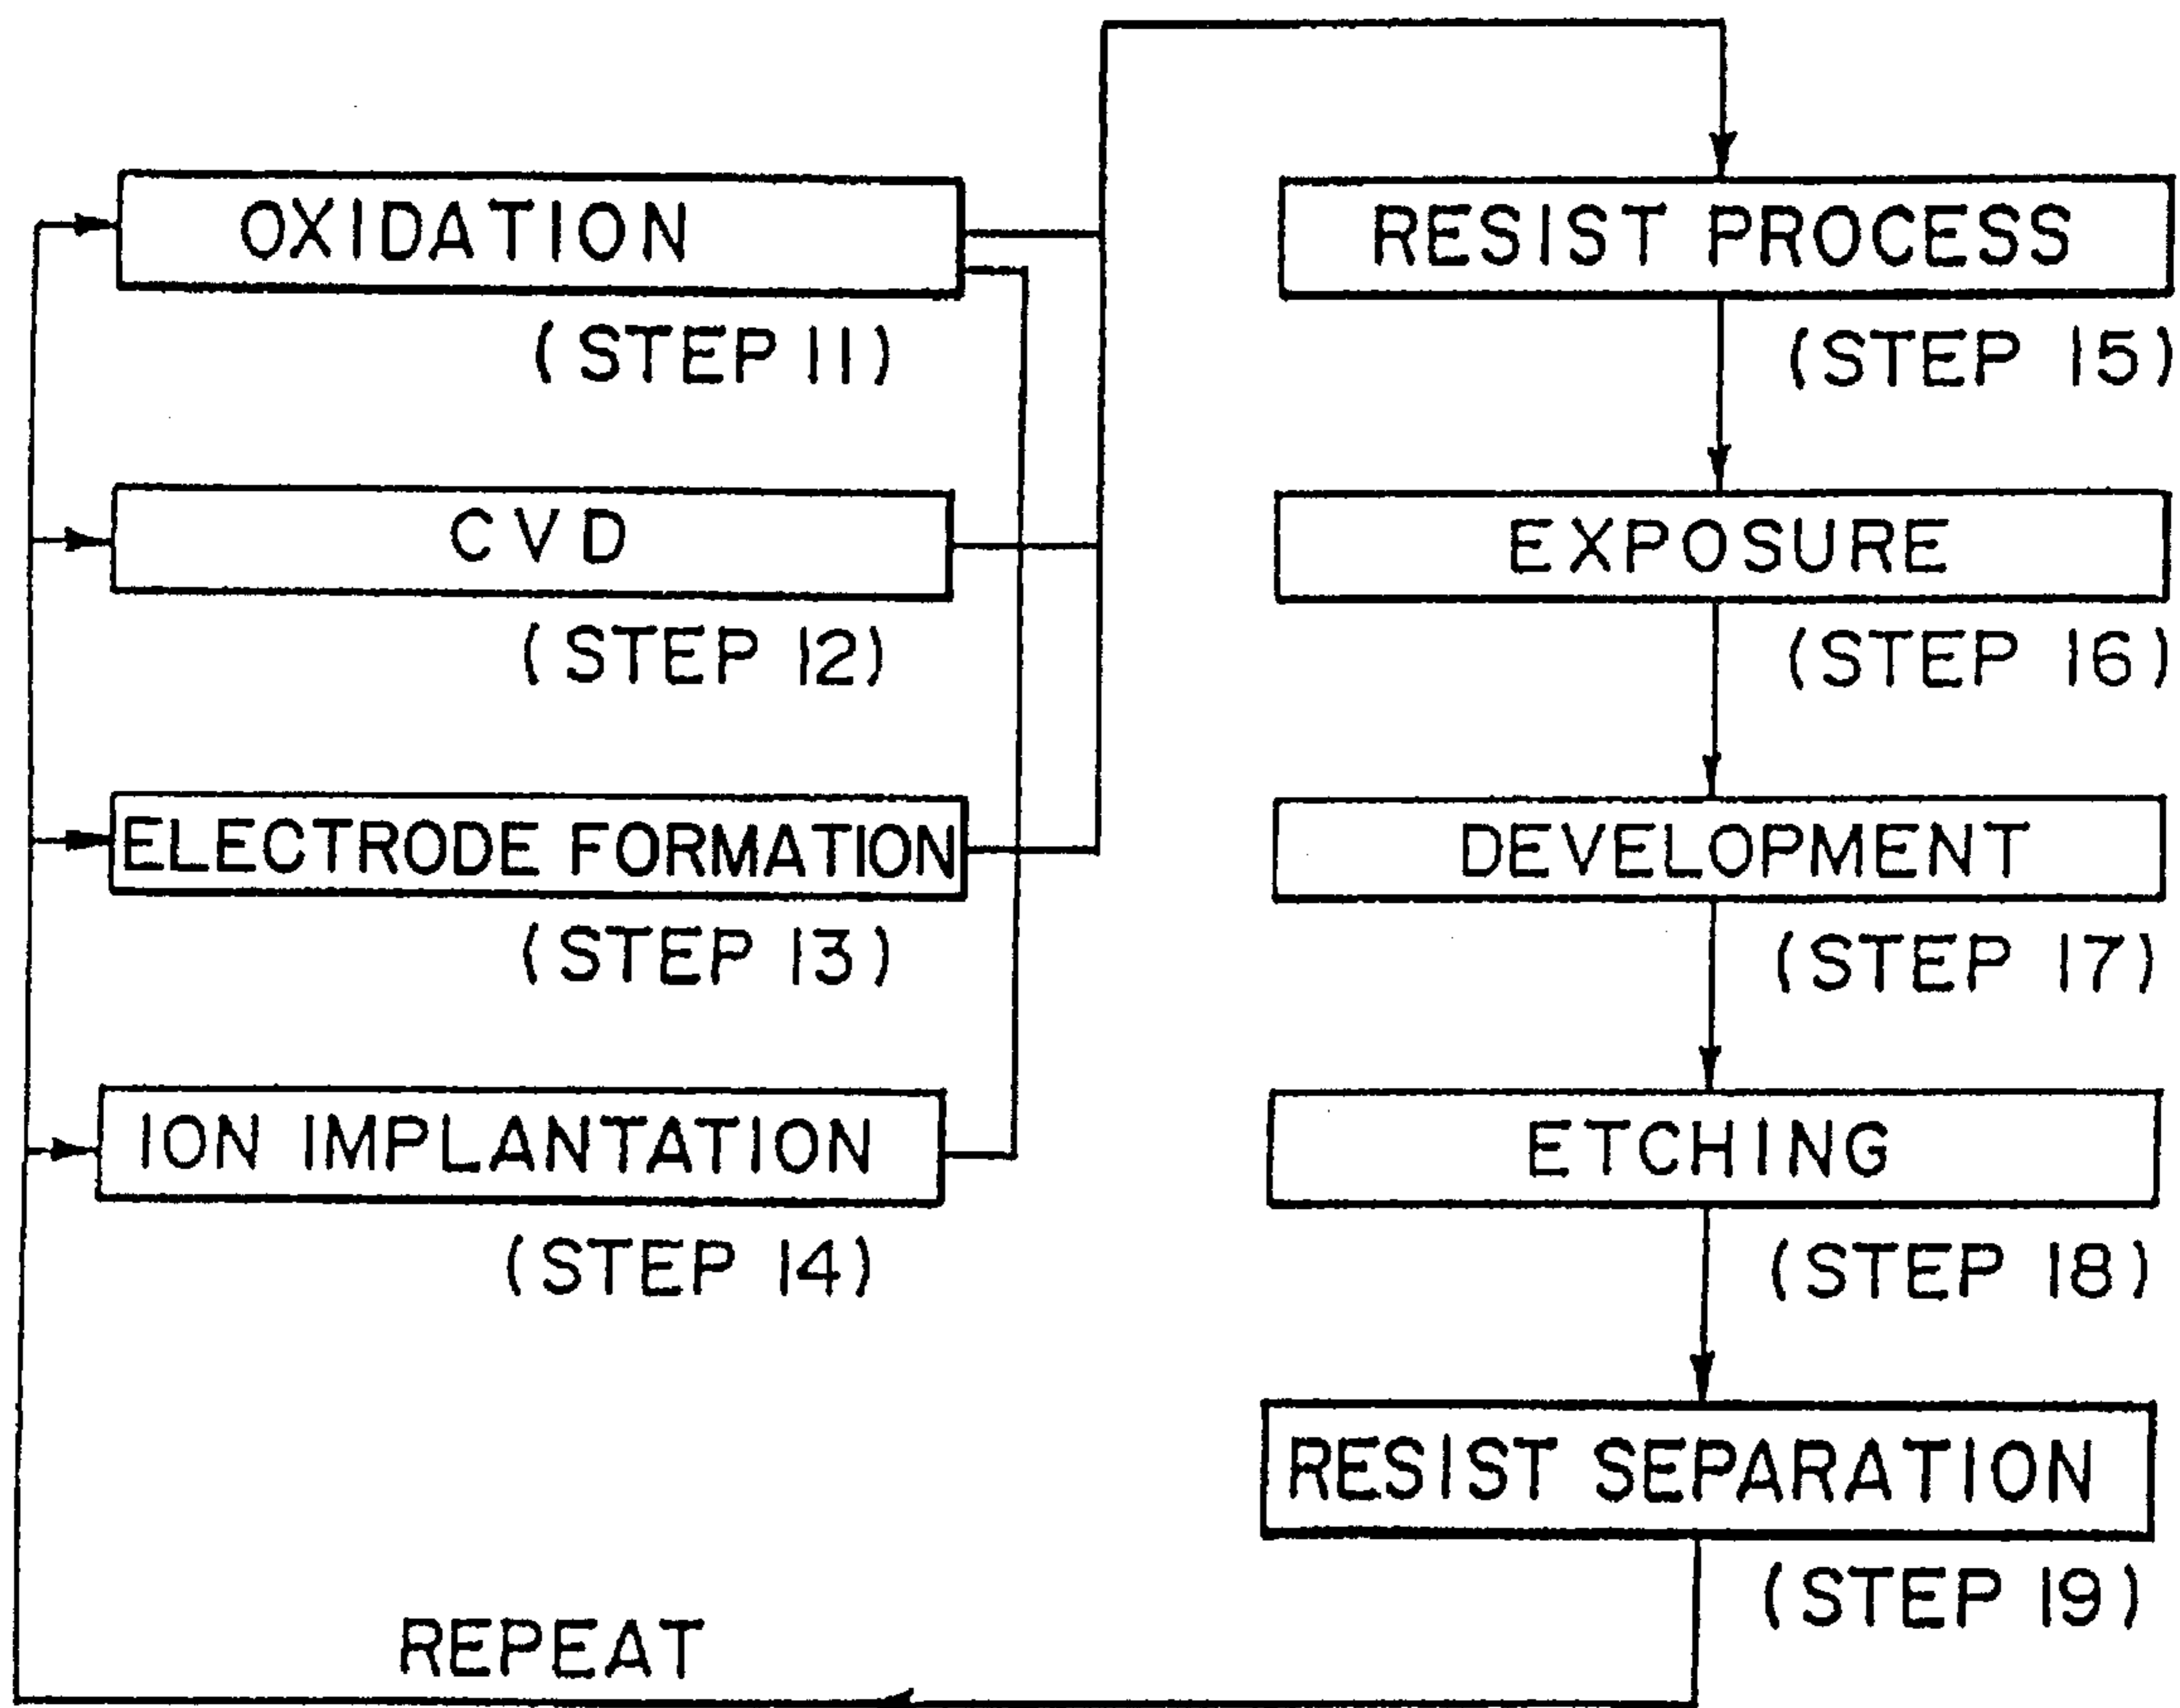 OXIDATION
(STEP 11)
CVD
(STEP 12)
ELECTRODE FORMATION
(STEP 13)
ION IMPLANTATION
(STEP 14)
RESIST PROCESS
(STEP 15)
EXPOSURE
(STEP 16)
DEVELOPMENT
(STEP 17)
ETCHING
(STEP 18)
RESIST SEPARATION
(STEP 19)
REPEAT